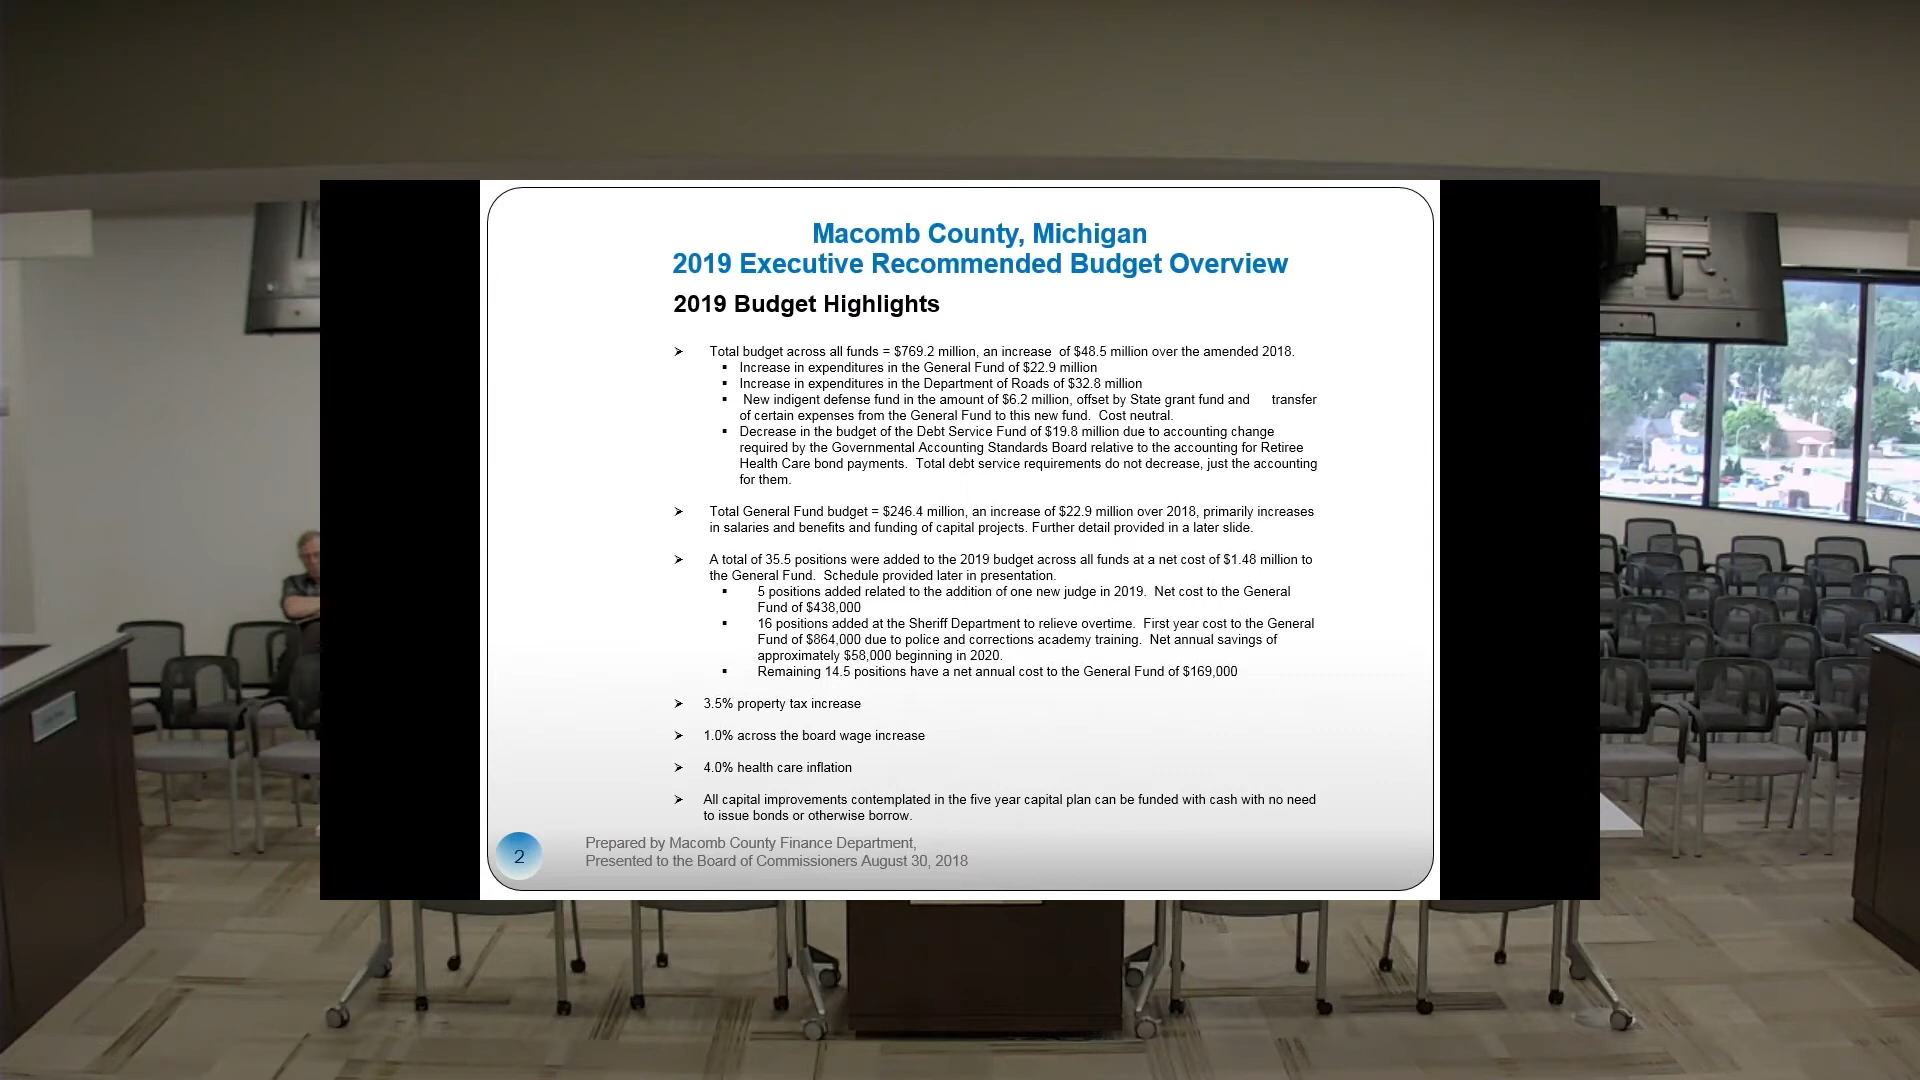 Macomb County, Michigan
2019 Executive Recommended Budget Overview
2019 Budget Highlights
➢ Total budget across all funds = $769.2 million, an increase  of $48.5 million over the amended 2018.
▪ Increase in expenditures in the General Fund of $22.9 million
▪ Increase in expenditures in the Department of Roads of $32.8 million
▪ New indigent defense fund in the amount of $6.2 million, offset by State grant fund and transfer
of certain expenses from the General Fund to this new fund.  Cost neutral.
▪ Decrease in the budget of the Debt Service Fund of $19.8 million due to accounting change
required by the Governmental Accounting Standards Board relative to the accounting for Retiree
Health Care bond payments.  Total debt service requirements do not decrease, just the accounting
for them.
➢ Total General Fund budget = $246.4 million, an increase of $22.9 million over 2018, primarily increases
in salaries and benefits and funding of capital projects. Further detail provided in a later slide.
➢ A total of 35.5 positions were added to the 2019 budget across all funds at a net cost of $1.48 million to
the General Fund.  Schedule provided later in presentation.
▪ 5 positions added related to the addition of one new judge in 2019.  Net cost to the General
Fund of $438,000
▪ 16 positions added at the Sheriff Department to relieve overtime.  First year cost to the General
Fund of $864,000 due to police and corrections academy training.  Net annual savings of
approximately $58,000 beginning in 2020.
▪ Remaining 14.5 positions have a net annual cost to the General Fund of $169,000
➢ 3.5% property tax increase
➢ 1.0% across the board wage increase
➢ 4.0% health care inflation
➢ All capital improvements contemplated in the five year capital plan can be funded with cash with no need
to issue bonds or otherwise borrow.
2
Prepared by Macomb County Finance Department,
Presented to the Board of Commissioners August 30, 2018